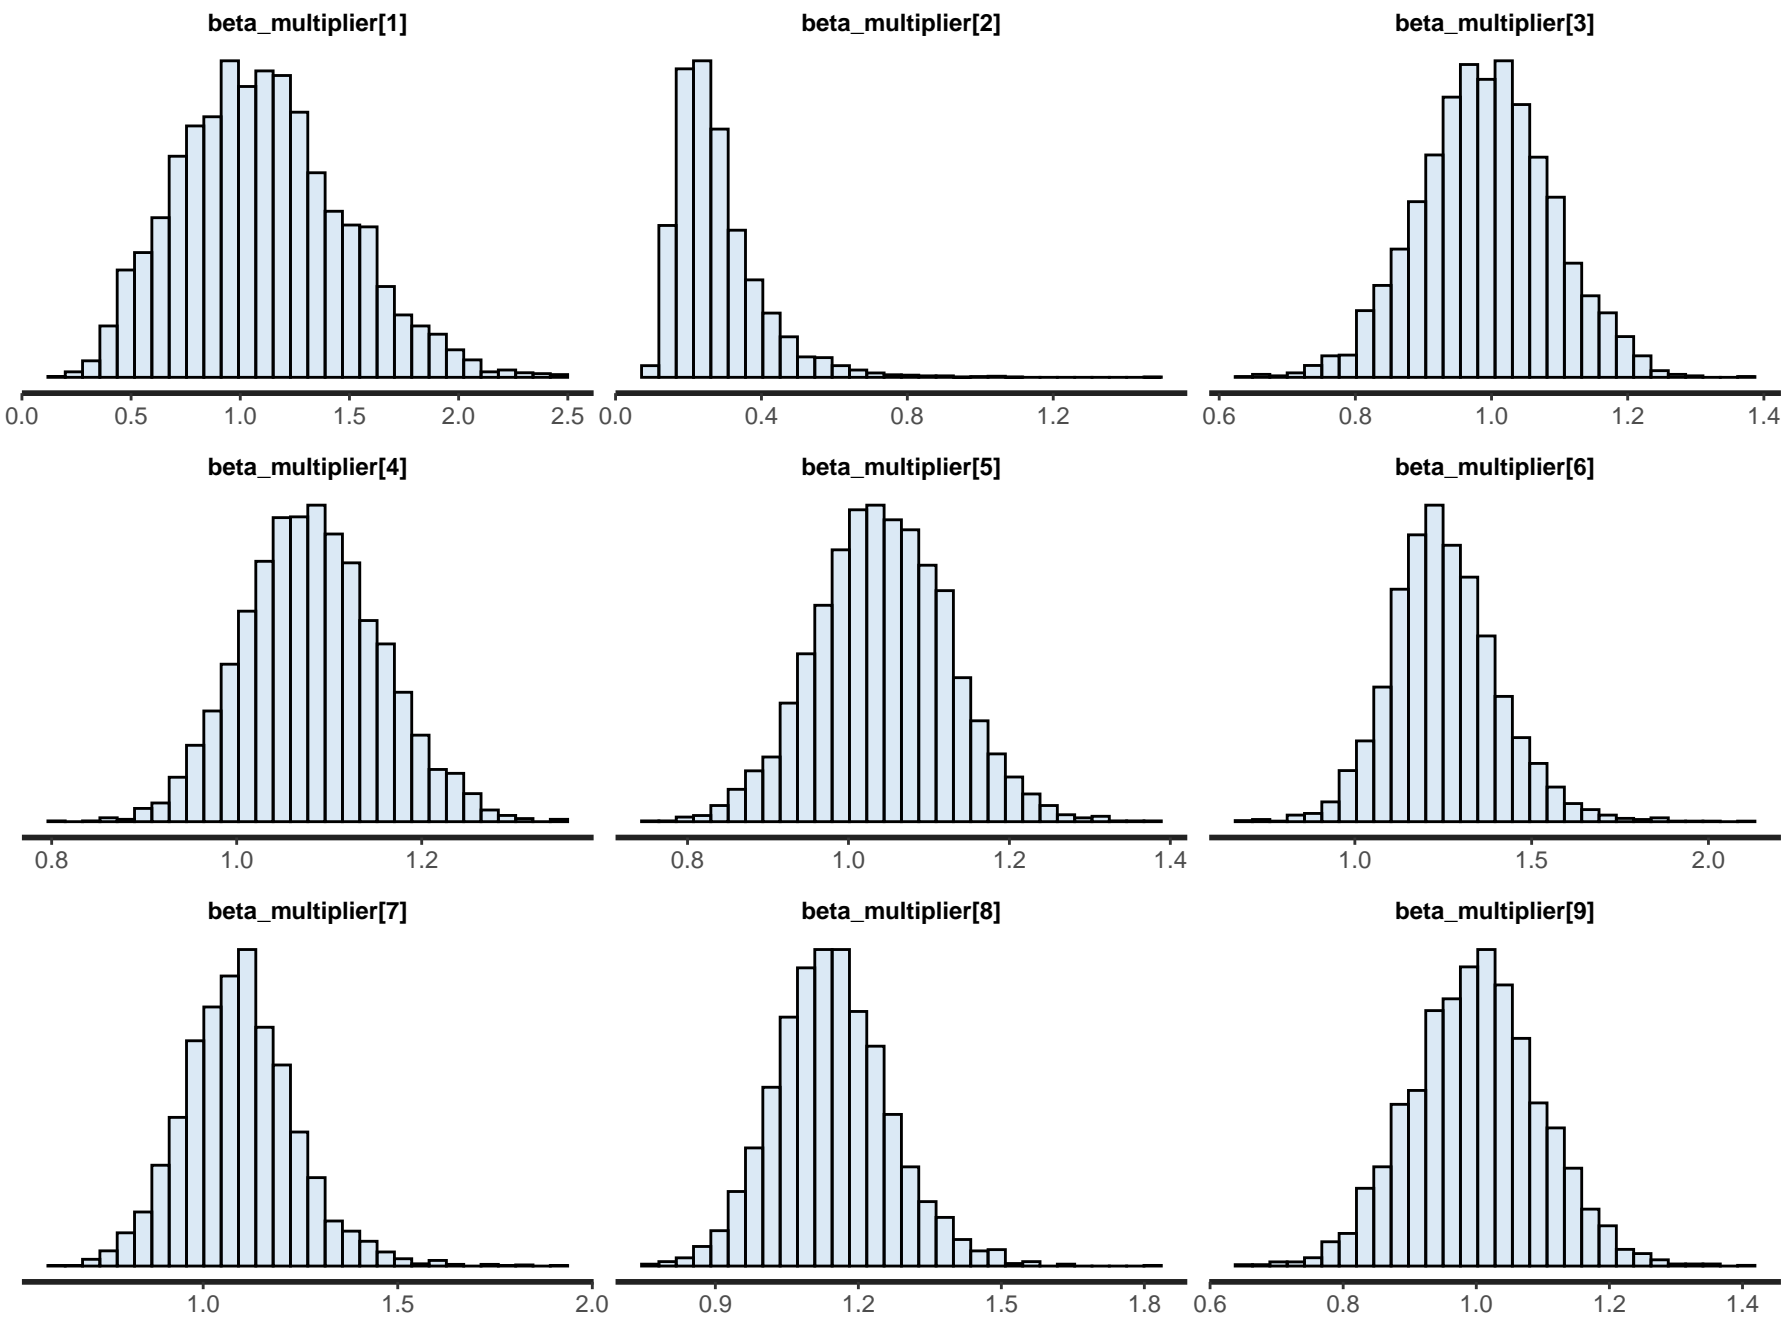 beta_multiplier[1] beta_multiplier[2] beta_multiplier[3]
0.0 0.5 1.0 1.5 2.0 2.5 0.0 0.4 0.8 1.2 0.6 0.8 1.0 1.2 1.4
beta_multiplier[4] beta_multiplier[5] beta_multiplier[6]
0.8 1.0 1.2 0.8 1.0 1.2 1.4 1.0 1.5 2.0
beta_multiplier[7] beta_multiplier[8] beta_multiplier[9]
1.0 1.5 2.0 0.9 1.2 1.5 1.8 0.6 0.8 1.0 1.2 1.4